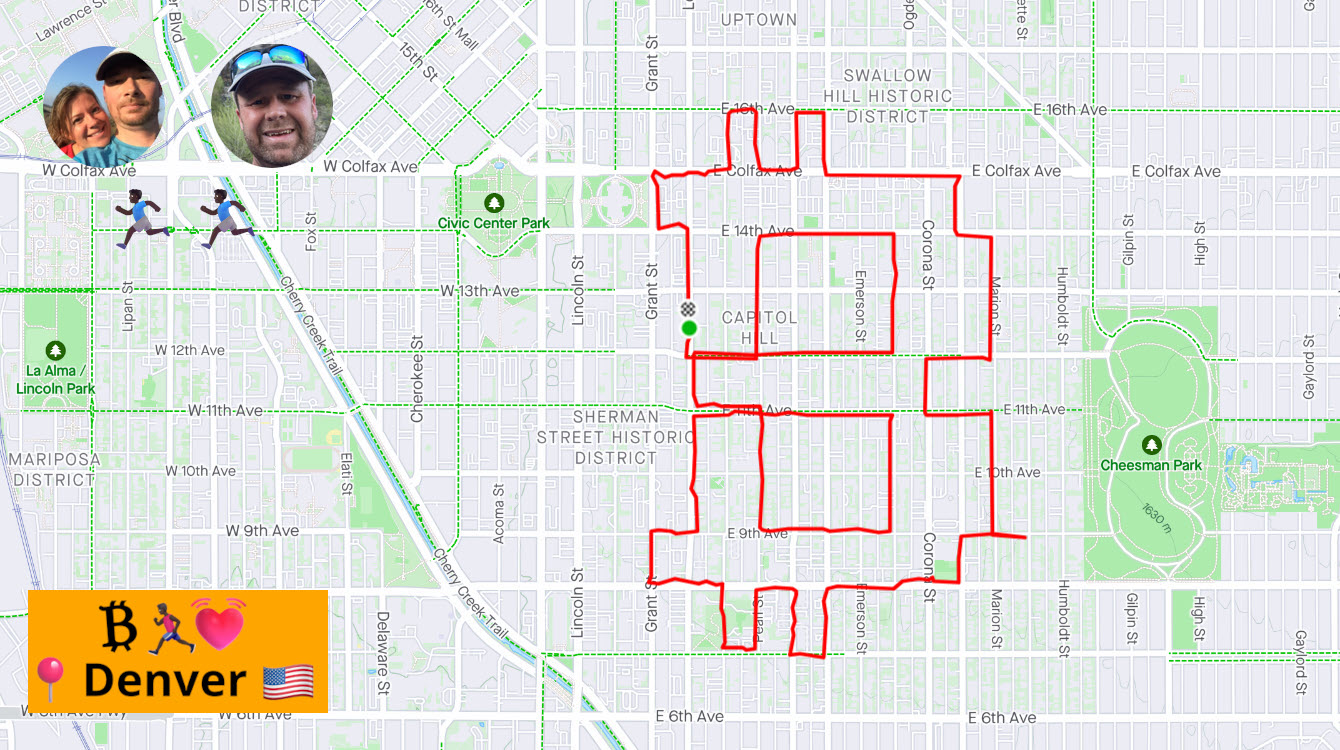 DISTRICT
Lawrence St
er Blvd
15th St
16th St Mall
Grant St
UPTOWN
SWALLOW
HILL HISTORIC
DISTRICT
E 16th Ave
E 16th Ave
W Colfax Ave
W Colfax Ave
E Colfax Ave
E Colfax Ave
E Colfax Ave
Civic Center Park
E 14th Ave
Fox St
Corona St
Gilpin St
High St
Lipan St
Cherry Creek Trail
W 13th Ave
Lincoln St
Grant St
CAPITOL
HILL
Emerson St
Marion St
Humboldt St
W 12th Ave
Cherokee St
Gaylord St
La Alma /
Lincoln Park
W 11th Ave
E 11th Ave
E 11th Ave
SHERMAN
STREET HISTORIC
DISTRICT
MARIPOSA
DISTRICT
W 10th Ave
Elati St
E 10th Ave
Cheesman Park
Acoma St
1630 m
W 9th Ave
E 9th Ave
Cherry Creek Trail
Corona St
Lincoln St
Grant St
Pearl St
Emerson St
Marion St
Humboldt St
Gilpin St
High St
Delaware St
Gaylord St
₿
Denver
W 6th Ave
E 6th Ave
E 6th Ave